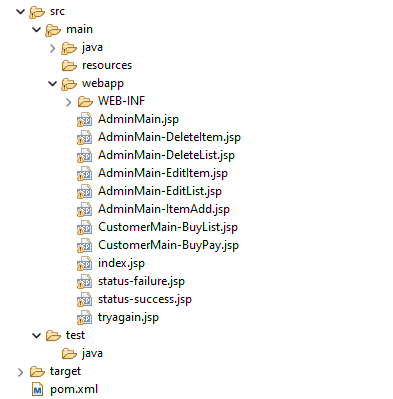 src
main
java
resources
webapp
WEB-INF
AdminMain.jsp
AdminMain-DeleteItem.jsp
AdminMain-DeleteList.jsp
AdminMain-EditItem.jsp
AdminMain-EditList.jsp
AdminMain-ItemAdd.jsp
CustomerMain-BuyList.jsp
CustomerMain-BuyPay.jsp
index.jsp
status-failure.jsp
status-success.jsp
tryagain.jsp
test
java
target
pom.xml